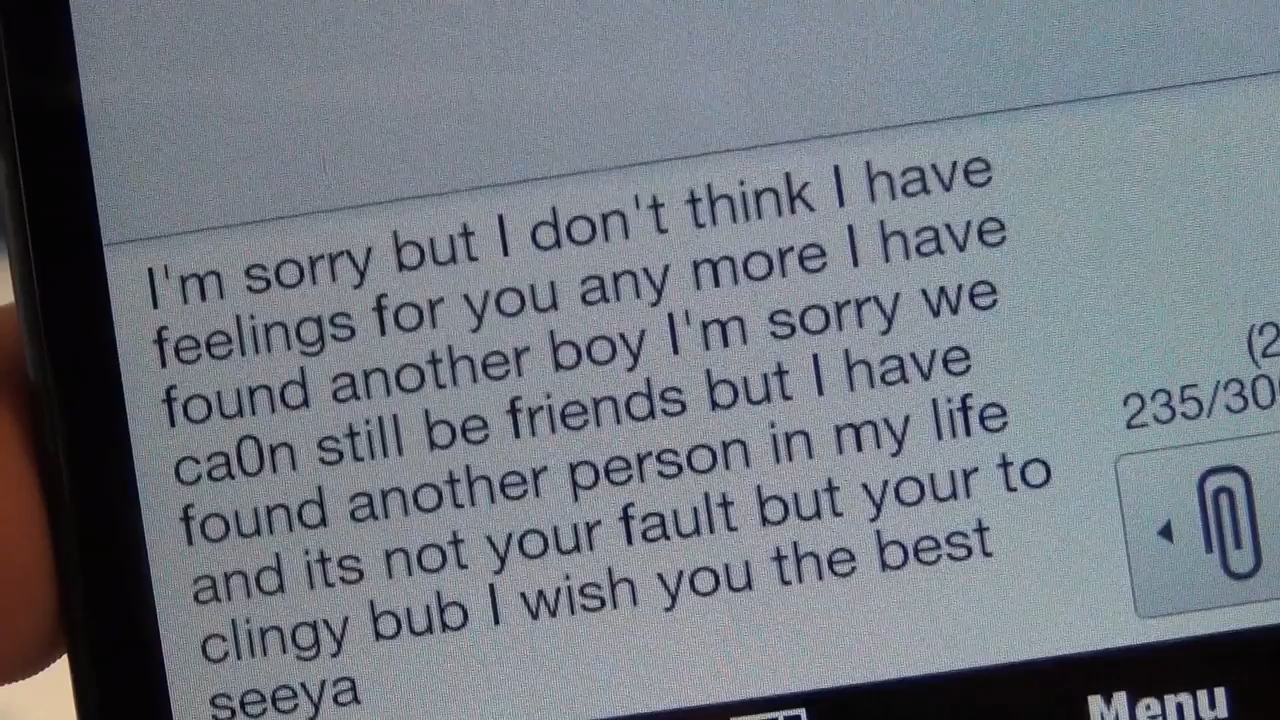 I'm sorry but I don't think I have
feelings for you any more I have
found another boy I'm sorry we
ca0n still be friends but I have
found another person in my life
and its not your fault but your to
clingy bub I wish you the best
seeya
(2
235/30
Menu